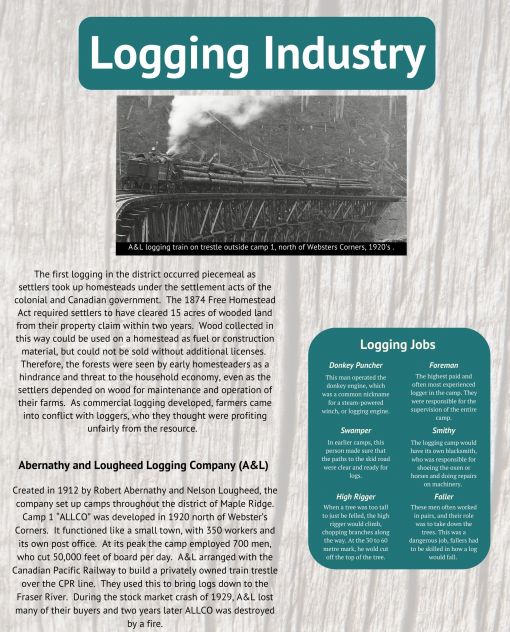 Logging Industry
A&L logging train on trestle outside camp 1, north of Websters Corners, 1920's .
The first logging in the district occurred piecemeal as
settlers took up homesteads under the settlement acts of the
colonial and Canadian government.  The 1874 Free Homestead
Act required settlers to have cleared 15 acres of wooded land
from their property claim within two years.  Wood collected in
this way could be used on a homestead as fuel or construction
material, but could not be sold without additional licenses.
Therefore, the forests were seen by early homesteaders as a
hindrance and threat to the household economy, even as the
settlers depended on wood for maintenance and operation of
their farms.  As commercial logging developed, farmers came
into conflict with loggers, who they thought were profiting
unfairly from the resource.
Abernathy and Lougheed Logging Company (A&L)
Created in 1912 by Robert Abernathy and Nelson Lougheed, the
company set up camps throughout the district of Maple Ridge.
Camp 1 "ALLCO" was developed in 1920 north of Webster's
Corners.  It functioned like a small town, with 350 workers and
its own post office.  At its peak the camp employed 700 men,
who cut 50,000 feet of board per day.  A&L arranged with the
Canadian Pacific Railway to build a privately owned train trestle
over the CPR line.  They used this to bring logs down to the
Fraser River.  During the stock market crash of 1929, A&L lost
many of their buyers and two years later ALLCO was destroyed
by a fire.
Logging Jobs
Donkey Puncher
This man operated the
donkey engine, which
was a common nickname
for a steam-powered
winch, or logging engine.
Foreman
The highest paid and
often most experienced
logger in the camp. They
were responsible for the
supervision of the entire
camp.
Swamper
In earlier camps, this
person made sure that
the paths to the skid road
were clear and ready for
logs.
Smithy
The logging camp would
have its own blacksmith,
who was responsible for
shoeing the oxen or
horses and doing repairs
on machinery.
High Rigger
When a tree was too tall
to just be felled, the high
rigger would climb,
chopping branches along
the way. At the 30 to 60
metre mark, he wold cut
off the top of the tree.
Faller
These men often worked
in pairs, and their role
was to take down the
trees. This was a
dangerous job, fallers had
to be skilled in how a log
would fall.